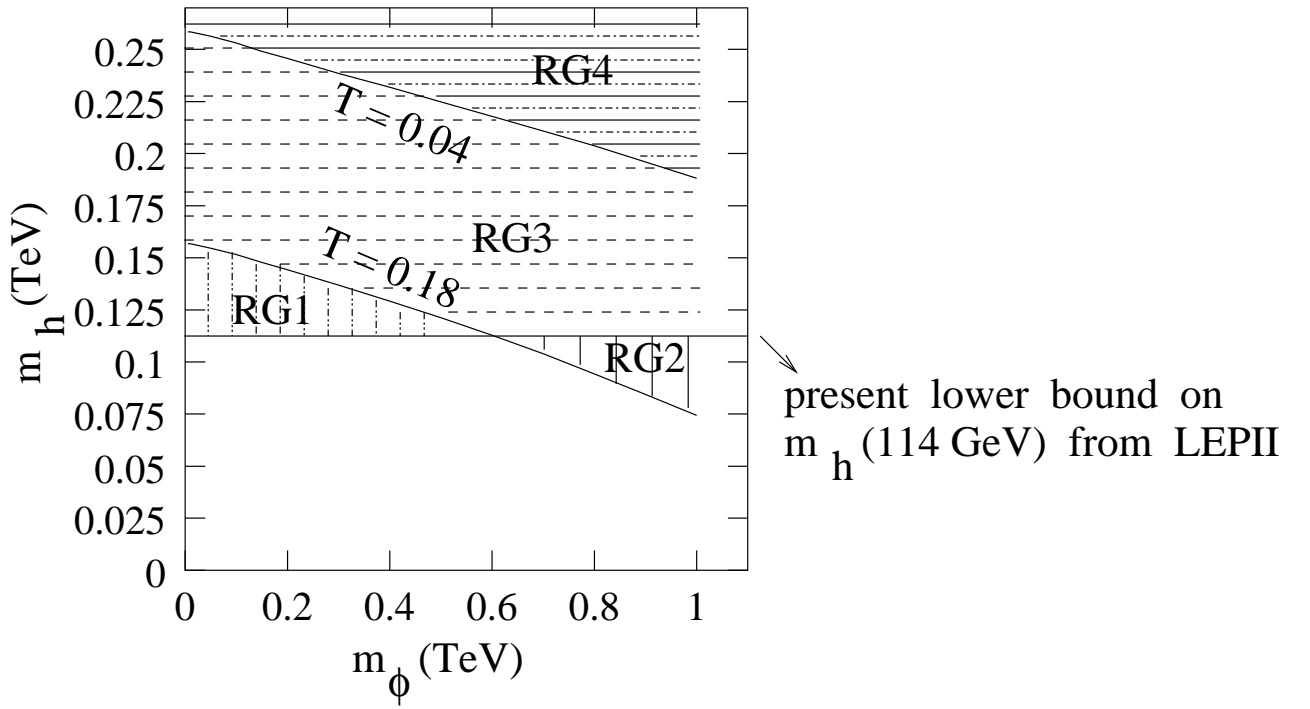 0.25
RG4
0.225
T = 0.04
0.2
0.175
RG3
0.15
T = 0.18
0.125
RG1
0.1
RG2
0.075
0.05
0.025
0
m h (TeV)
present lower bound on
m h (114 GeV) from LEPII
0 0.2 0.4 0.6 0.8 1
m ϕ (TeV)